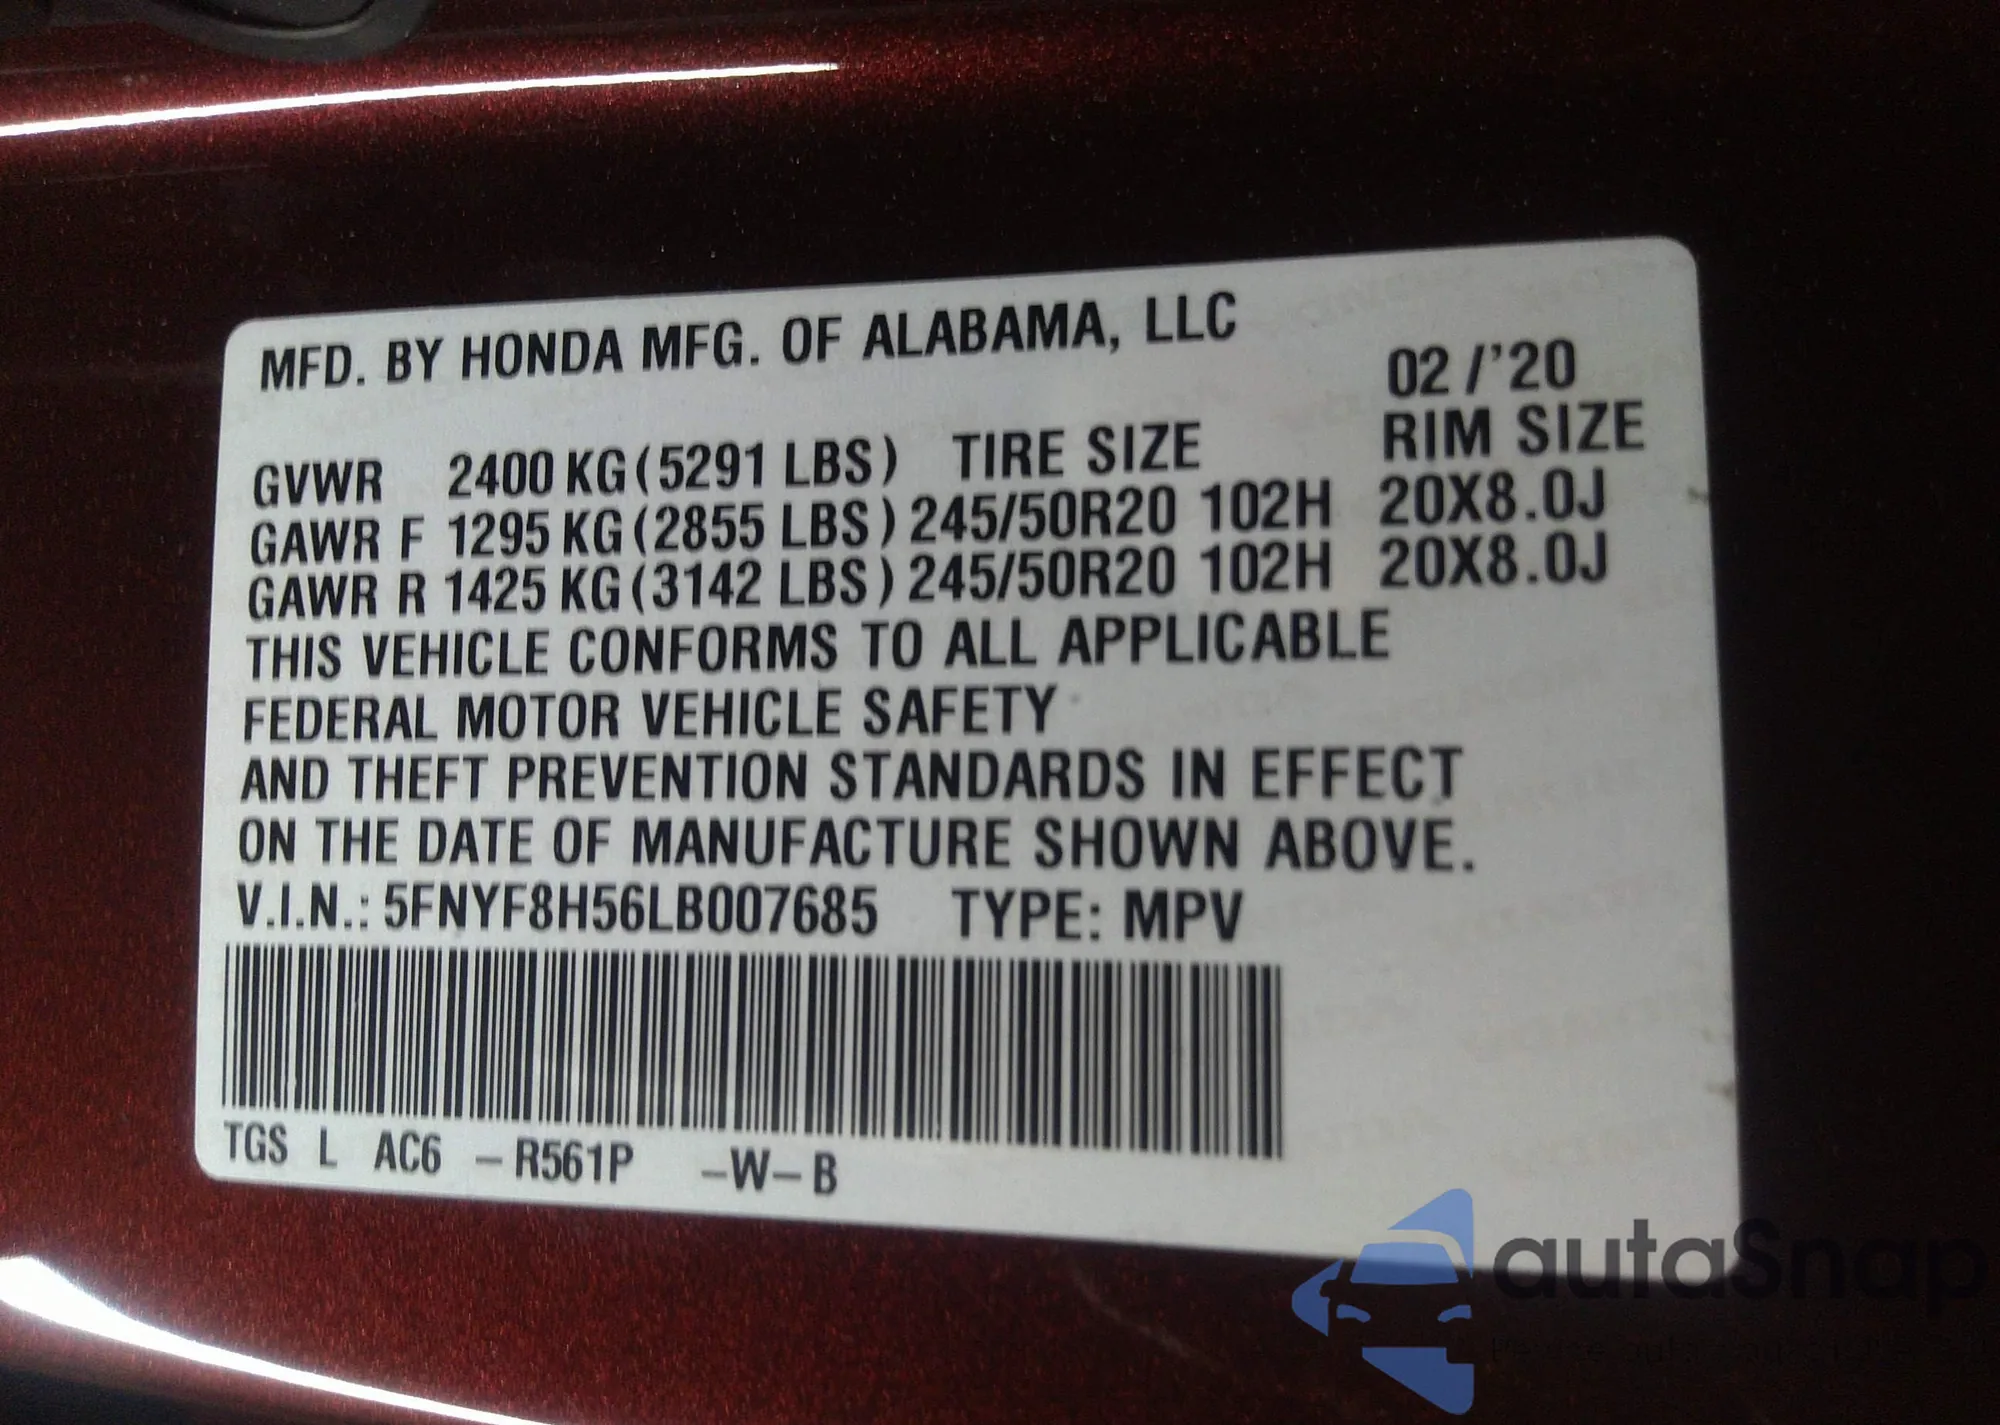 MFD. BY HONDA MFG. OF ALABAMA, LLC
02 /'20
GVWR 2400 KG (5291 LBS) TIRE SIZE RIM SIZE
GAWR F 1295 KG (2855 LBS) 245/50R20 102H 20X8.0J
GAWR R 1425 KG (3142 LBS) 245/50R20 102H 20X8.0J
THIS VEHICLE CONFORMS TO ALL APPLICABLE
FEDERAL MOTOR VEHICLE SAFETY
AND THEFT PREVENTION STANDARDS IN EFFECT
ON THE DATE OF MANUFACTURE SHOWN ABOVE.
V.I.N.: 5FNYF8H56LB007685 TYPE: MPV
TGS L AC6 -R561P -W-B
autaSnap